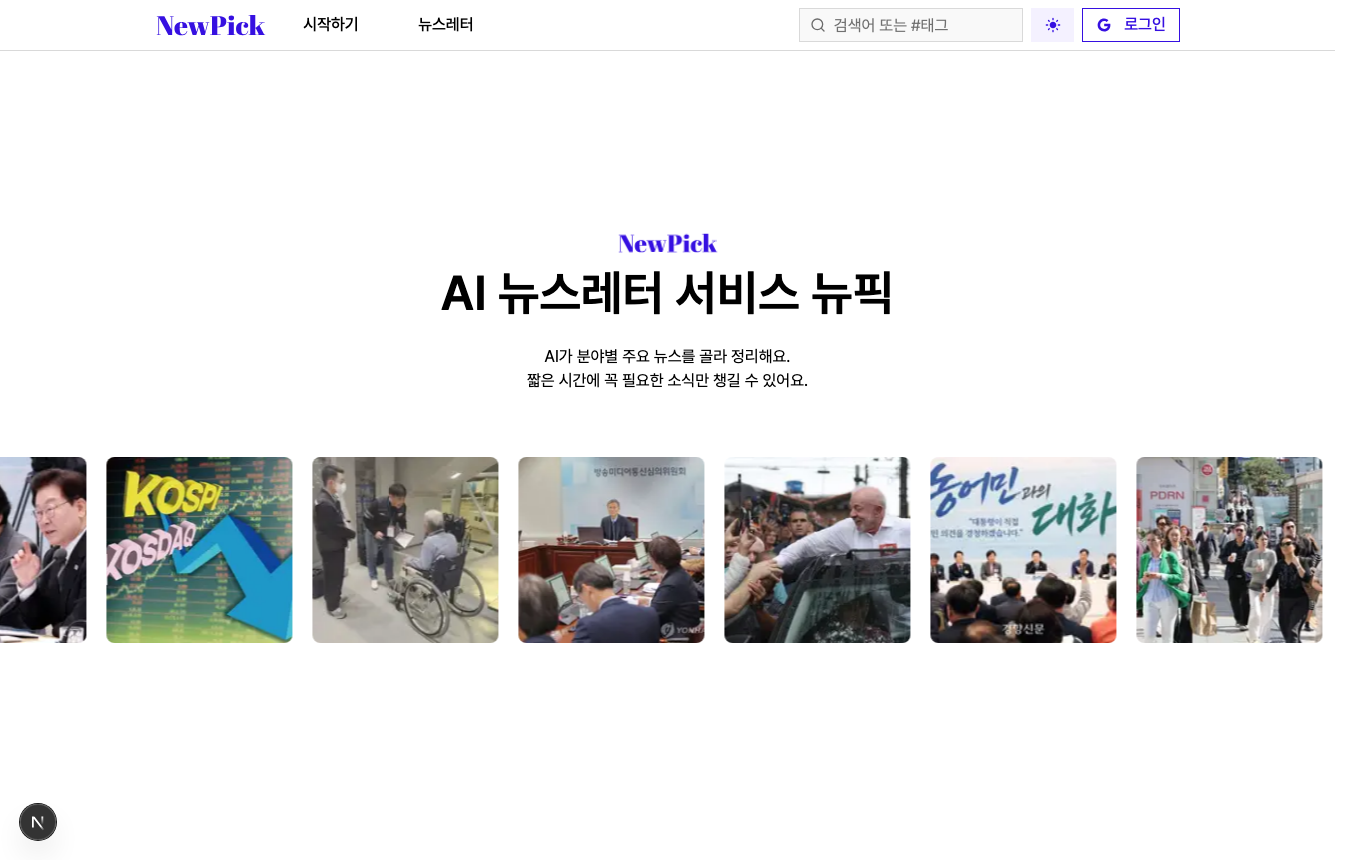 NewPick
시작하기
뉴스레터
검색어 또는 #태그
로그인
NewPick
AI 뉴스레터 서비스 뉴픽
AI가 분야별 주요 뉴스를 골라 정리해요.
짧은 시간에 꼭 필요한 소식만 챙길 수 있어요.
KOSPI
KOSDAQ
방송미디어통신심의위원회
YONH
동어민과의
대화
"대통령이 직접
민 의견을 경청하겠습니다."
경향신문
PDRN
N